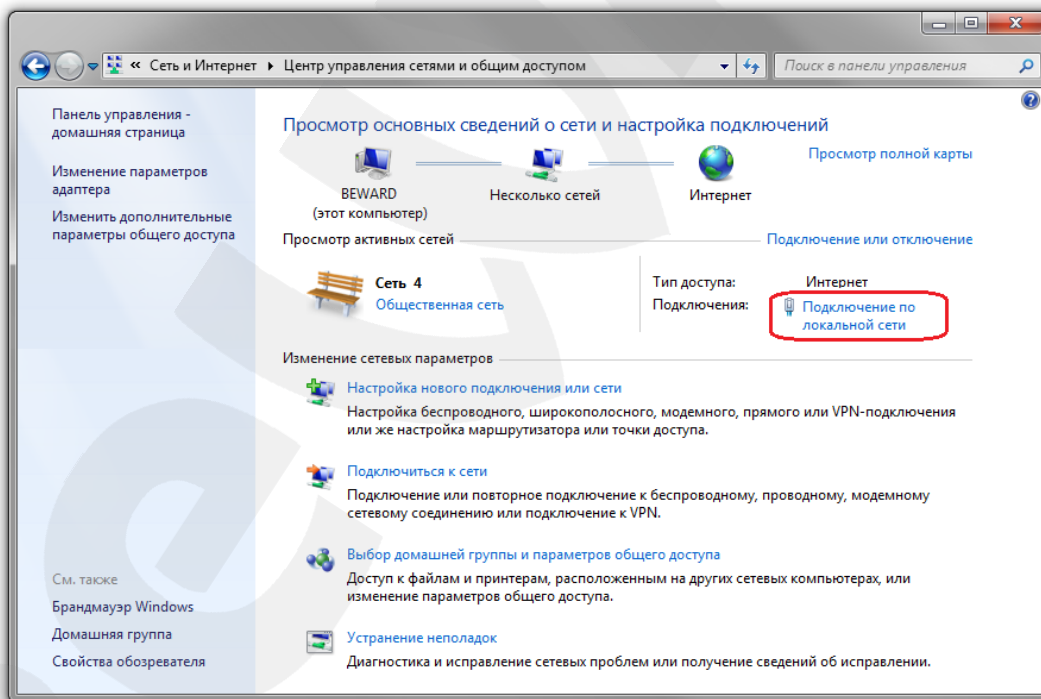 « Сеть и Интернет ▸ Центр управления сетями и общим доступом
Поиск в панели управления
Панель управления -
домашняя страница
Изменение параметров
адаптера
Изменить дополнительные
параметры общего доступа
Просмотр основных сведений о сети и настройка подключений
Просмотр полной карты
BEWARD
(этот компьютер)
Несколько сетей
Интернет
Просмотр активных сетей
Подключение или отключение
Сеть 4
Общественная сеть
Тип доступа: Интернет
Подключения: Подключение по
локальной сети
Изменение сетевых параметров
Настройка нового подключения или сети
Настройка беспроводного, широкополосного, модемного, прямого или VPN-подключения
или же настройка маршрутизатора или точки доступа.
Подключиться к сети
Подключение или повторное подключение к беспроводному, проводному, модемному
сетевому соединению или подключение к VPN.
Выбор домашней группы и параметров общего доступа
Доступ к файлам и принтерам, расположенным на других сетевых компьютерах, или
изменение параметров общего доступа.
Устранение неполадок
Диагностика и исправление сетевых проблем или получение сведений об исправлении.
См. также
Брандмауэр Windows
Домашняя группа
Свойства обозревателя